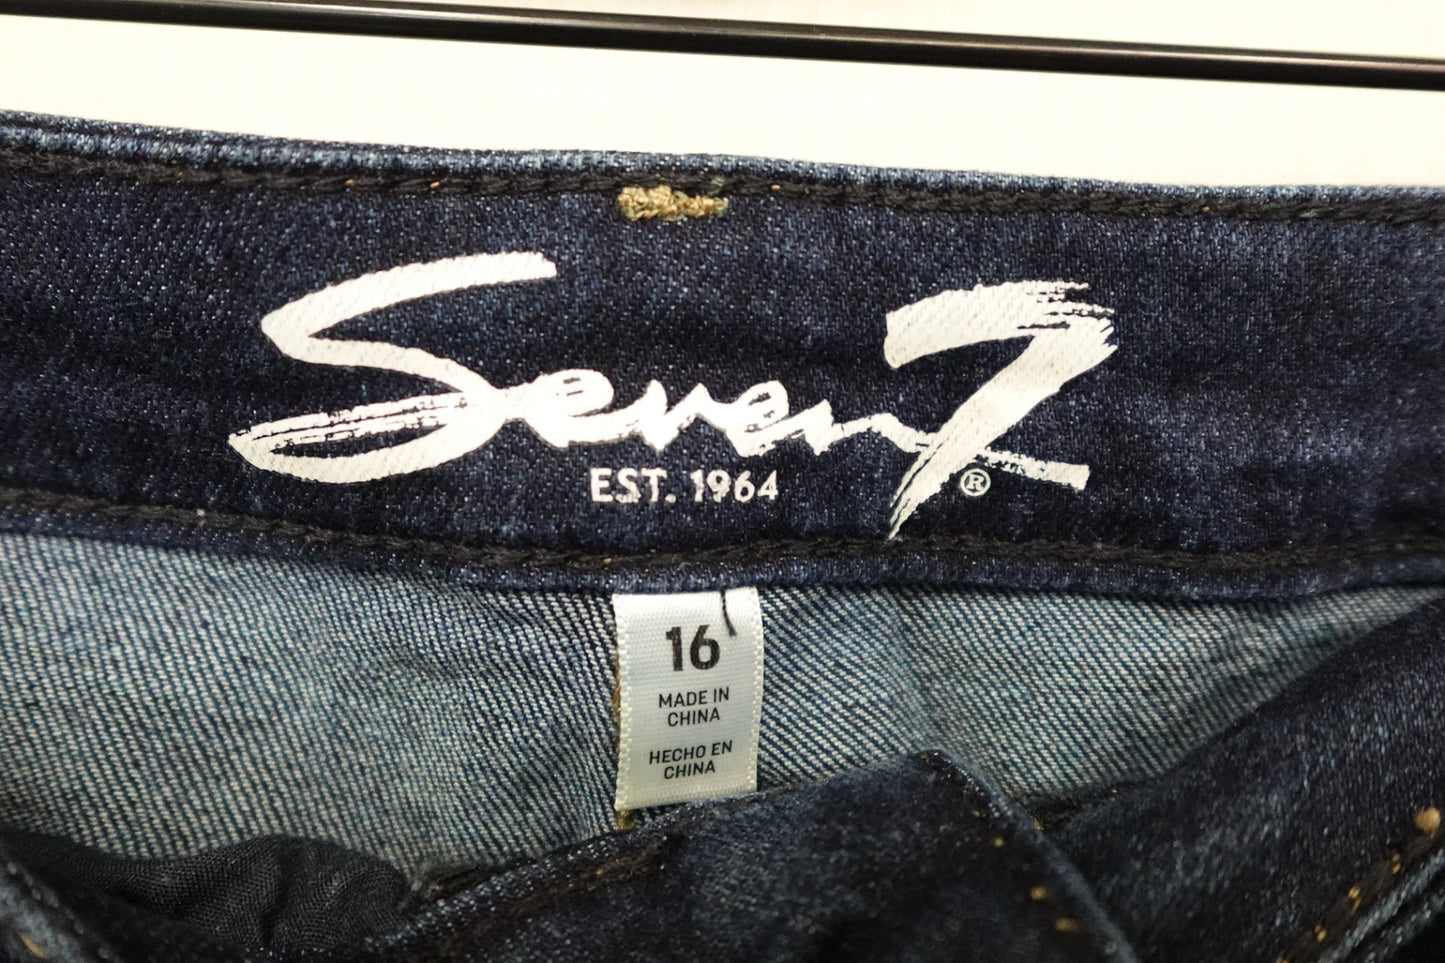 Seven7®
EST. 1964
16
MADE IN
CHINA
HECHO EN
CHINA